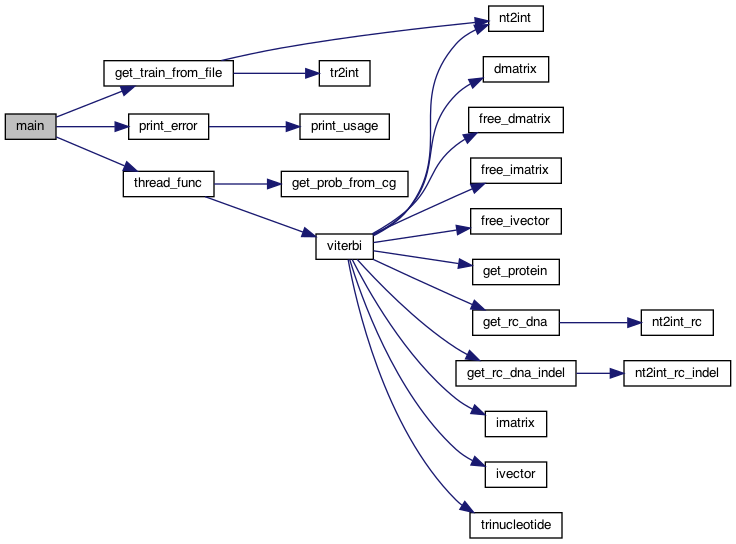 nt2int
get_train_from_file
tr2int
dmatrix
main
print_error
print_usage
free_dmatrix
thread_func
get_prob_from_cg
free_imatrix
free_ivector
viterbi
get_protein
get_rc_dna
nt2int_rc
get_rc_dna_indel
nt2int_rc_indel
imatrix
ivector
trinucleotide